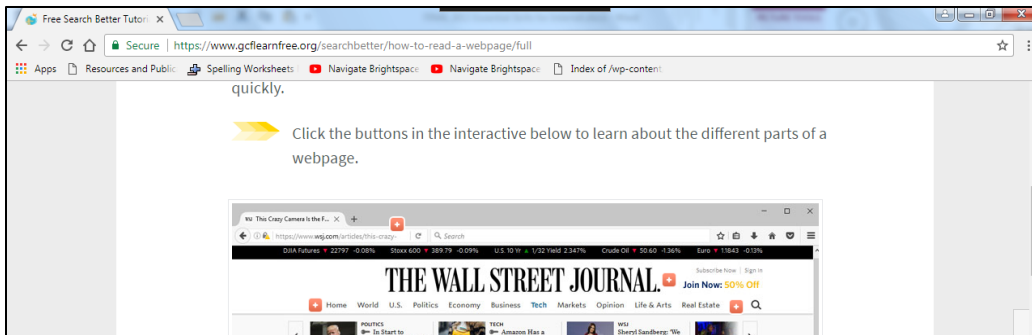 Free Search Better Tutori
Secure | https://www.gcflearnfree.org/searchbetter/how-to-read-a-webpage/full
Apps Resources and Public Spelling Worksheets Navigate Brightspace Navigate Brightspace Index of /wp-content
quickly.
Click the buttons in the interactive below to learn about the different parts of a
webpage.
WSJ This Crazy Camera Is the F...
https://www.wsj.com/articles/this-crazy- Search
DJIA Futures ▼ 22797 -0.08% Stoxx 600 ▼ 389.79 -0.09% U.S. 10 Yr ▲ 1/32 Yield 2.347% Crude Oil ▼ 50.60 -1.36% Euro ▼ 1.1843 -0.13%
THE WALL STREET JOURNAL.
Subscribe Now | Sign In
Join Now: 50% Off
Home World U.S. Politics Economy Business Tech Markets Opinion Life & Arts Real Estate
POLITICS TECH WSJ
In Start to Amazon Has a Sheryl Sandberg: 'We